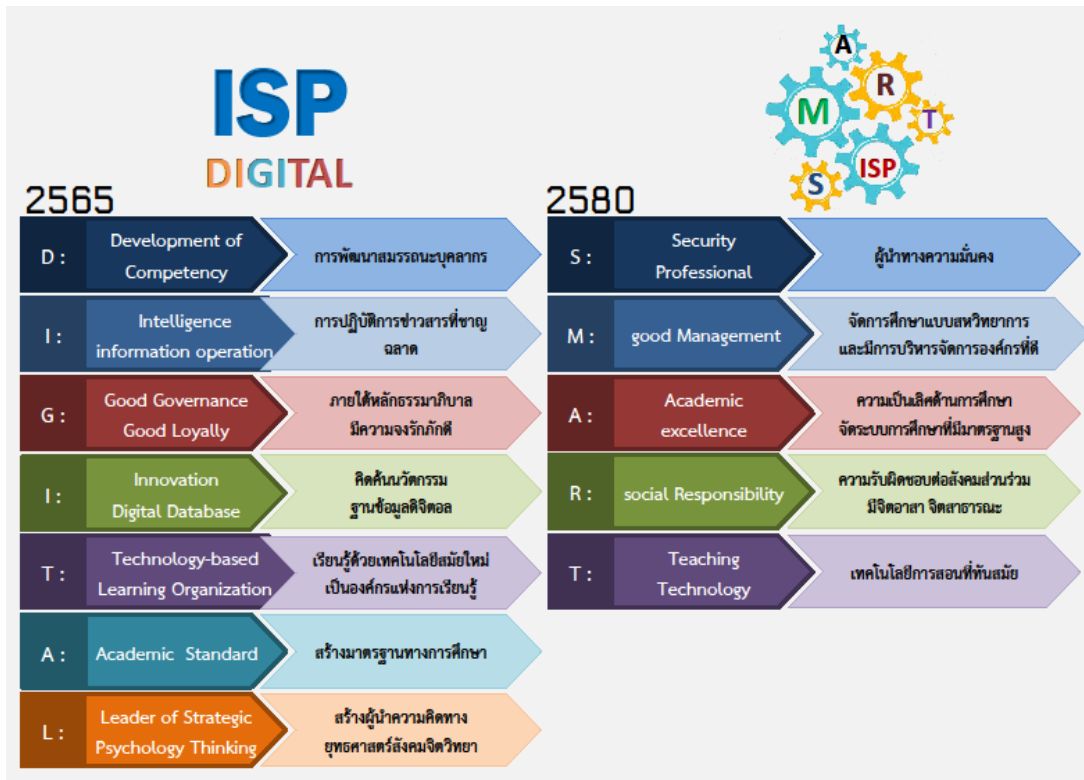 ISP
DIGITAL
2565
D :
Development of
Competency
การพัฒนาสมรรถนะบุคลากร
I :
Intelligence
information operation
การปฏิบัติการข่าวสารที่ชาญ
ฉลาด
G :
Good Governance
Good Loyally
ภายใต้หลักธรรมาภิบาล
มีความจงรักภักดี
I :
Innovation
Digital Database
คิดค้นนวัตกรรม
ฐานข้อมูลดิจิตอล
T :
Technology-based
Learning Organization
เรียนรู้ด้วยเทคโนโลยีสมัยใหม่
เป็นองค์กรแห่งการเรียนรู้
A :
Academic Standard
สร้างมาตรฐานทางการศึกษา
L :
Leader of Strategic
Psychology Thinking
สร้างผู้นำความคิดทาง
ยุทธศาสตร์สังคมจิตวิทยา
A
R
M
T
ISP
S
2580
S :
Security
Professional
ผู้นำทางความมั่นคง
M :
good Management
จัดการศึกษาแบบสหวิทยาการ
และมีการบริหารจัดการองค์กรที่ดี
A :
Academic
excellence
ความเป็นเลิศด้านการศึกษา
จัดระบบการศึกษาที่มีมาตรฐานสูง
R :
social Responsibility
ความรับผิดชอบต่อสังคมส่วนร่วม
มีจิตอาสา จิตสาธารณะ
T :
Teaching
Technology
เทคโนโลยีการสอนที่ทันสมัย